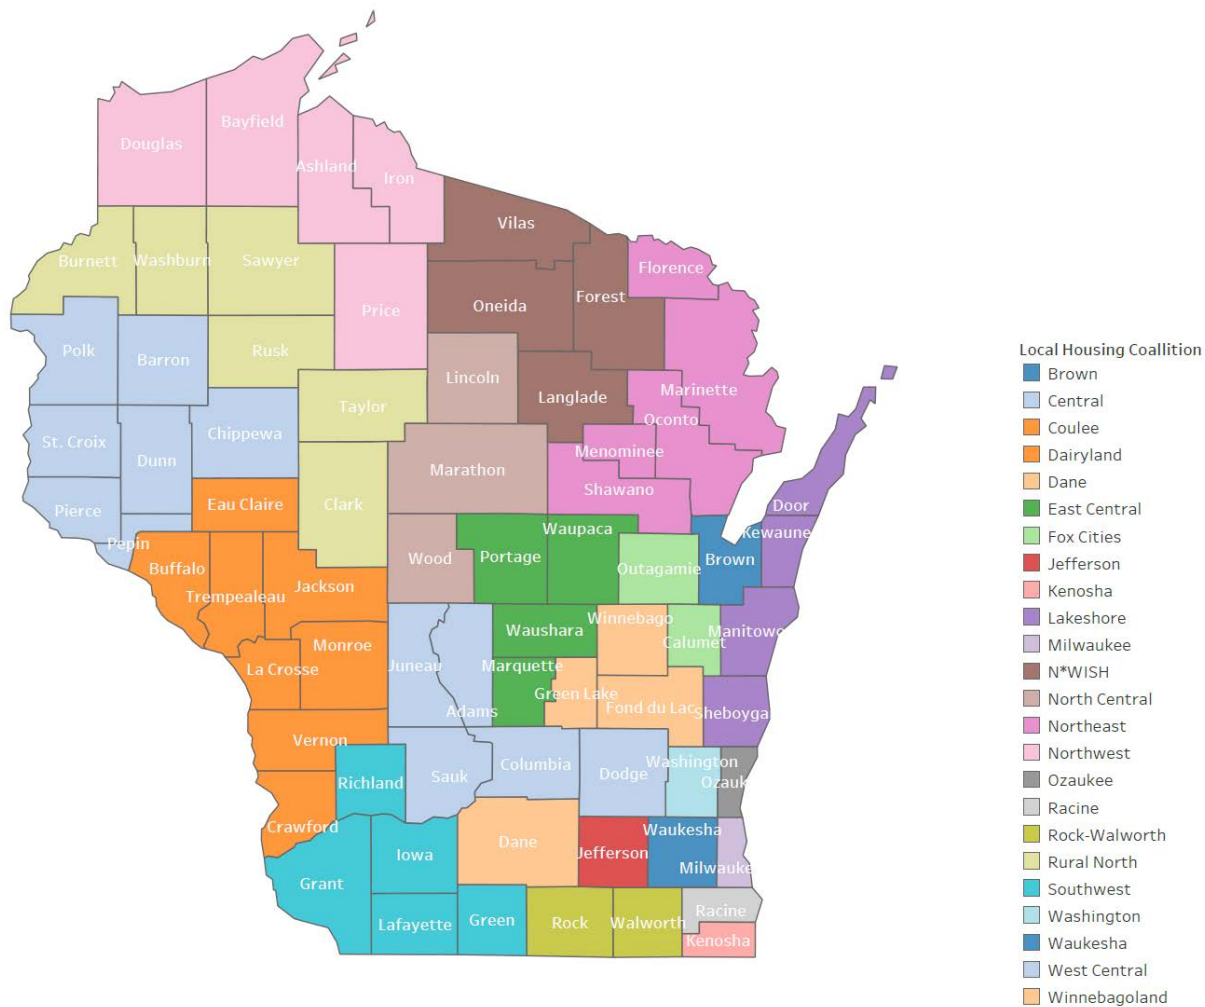 Bayfield
Douglas
Ashland
Iron
Vilas
Burnett
Washburn
Sawyer
Florence
Forest
Oneida
Price
Polk
Barron
Rusk
Lincoln
Langlade
Marinette
Taylor
Oconto
St. Croix
Chippewa
Dunn
Menominee
Marathon
Shawano
Eau Claire
Clark
Pierce
Door
Pepin
Waupaca
Kewaune
Wood
Portage
Brown
Buffalo
Outagamie
Trempealeau
Jackson
Winnebago
Waushara
Manitowo
Monroe
Calumet
La Crosse
Juneau
Marquette
Green Lake
Adams
Fond du Lac
Sheboyga
Vernon
Washington
Richland
Sauk
Columbia
Dodge
Ozauk
Crawford
Waukesha
Dane
Jefferson
Iowa
Milwauke
Grant
Racine
Lafayette
Green
Rock
Walworth
Kenosha
Local Housing Coallition
Brown
Central
Coulee
Dairyland
Dane
East Central
Fox Cities
Jefferson
Kenosha
Lakeshore
Milwaukee
N*WISH
North Central
Northeast
Northwest
Ozaukee
Racine
Rock-Walworth
Rural North
Southwest
Washington
Waukesha
West Central
Winnebagoland